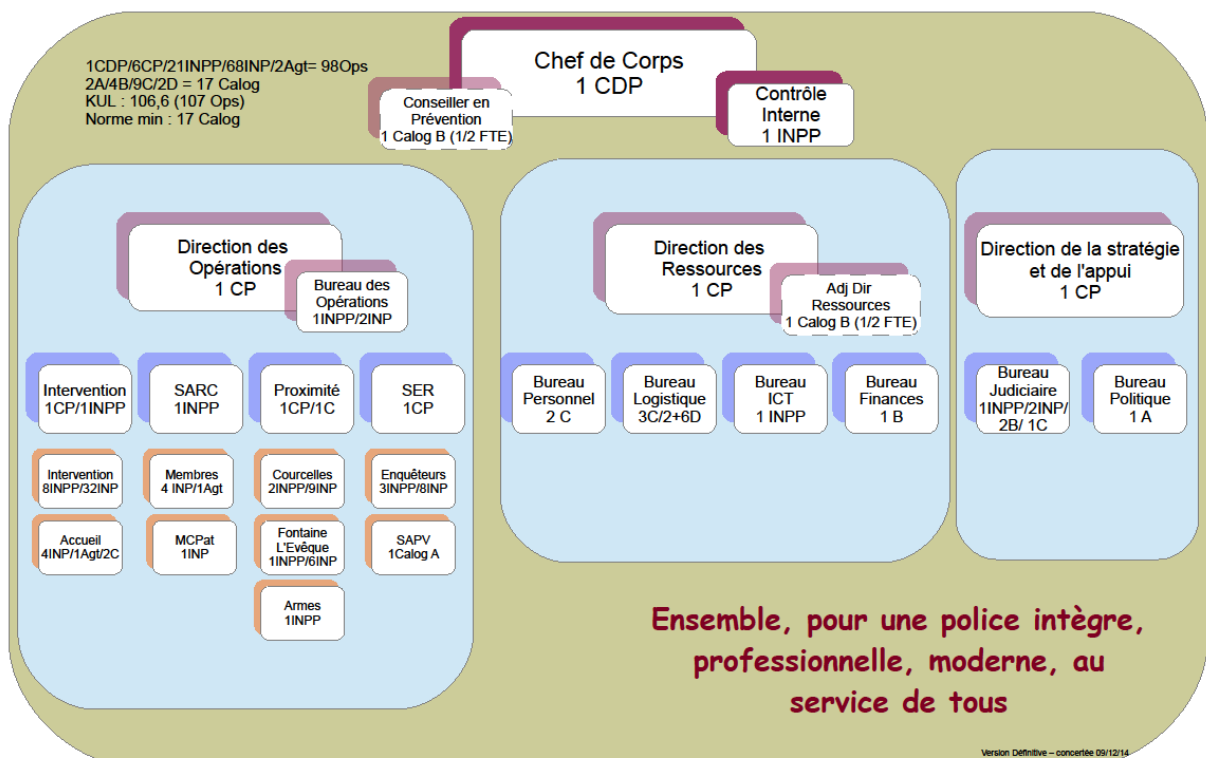 1CDP/6CP/21INPP/68INP/2Agt= 98Ops
2A/4B/9C/2D = 17 Calog
KUL : 106,6 (107 Ops)
Norme min : 17 Calog
Chef de Corps
1 CDP
Conseiller en
Prévention
1 Calog B (1/2 FTE)
Contrôle
Interne
1 INPP
Direction des
Opérations
1 CP
Bureau des
Opérations
1INPP/2INP
Intervention
1CP/1INPP
SARC
1INPP
Proximité
1CP/1C
SER
1CP
Intervention
8INPP/32INP
Membres
4 INP/1Agt
Courcelles
2INPP/9INP
Enquêteurs
3INPP/8INP
Accueil
4INP/1Agt/2C
MCPat
1INP
Fontaine
L'Evêque
1INPP/6INP
SAPV
1Calog A
Armes
1INPP
Direction des
Ressources
1 CP
Adj Dir
Ressources
1 Calog B (1/2 FTE)
Bureau
Personnel
2 C
Bureau
Logistique
3C/2+6D
Bureau
ICT
1 INPP
Bureau
Finances
1 B
Direction de la stratégie
et de l'appui
1 CP
Bureau
Judiciaire
1INPP/2INP/
2B/ 1C
Bureau
Politique
1 A
Ensemble, pour une police intègre,
professionnelle, moderne, au
service de tous
Version Définitive – concertée 09/12/14